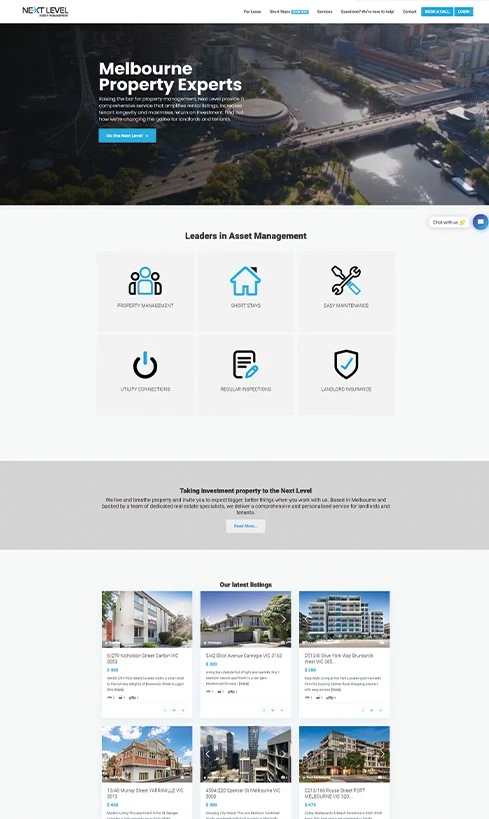 NEXT LEVEL
ASSET MANAGEMENT
For Lease
Short Stays
Services
Questions? We're here to help!
Contact
BOOK A CALL
LOGIN
Melbourne
Property Experts
Raising the bar for property management, Next Level provide a
comprehensive service that amplifies rental listings, increase
tenant longevity and maximises return on investment. Find out
how we're changing the game for landlords and tenants.
Go the Next Level >
Chat with us 👋
Leaders in Asset Management
PROPERTY MANAGEMENT
SHORT STAYS
EASY MAINTENANCE
UTILITY CONNECTIONS
REGULAR INSPECTIONS
LANDLORD INSURANCE
Taking investment property to the Next Level
We live and breathe property and invite you to expect bigger, better things when you work with us. Based in Melbourne and
backed by a team of dedicated real estate specialists, we deliver a comprehensive and personalised service for landlords and
tenants.
Read More...
Our latest listings
6/279 Nicholson Street Carlton VIC
3053
$ 400
[more]
5/42 Elliot Avenue Carnegie VIC 3163
[more]
Olive York Way Brunswick
West VIC 305...
[more]
13/40 Murray Street YARRAVILLE VIC
3013
4504/220 Spencer St Melbourne VIC
3000
C213/166 Rouse Street PORT
MELBOURNE VIC 320...
$ 475